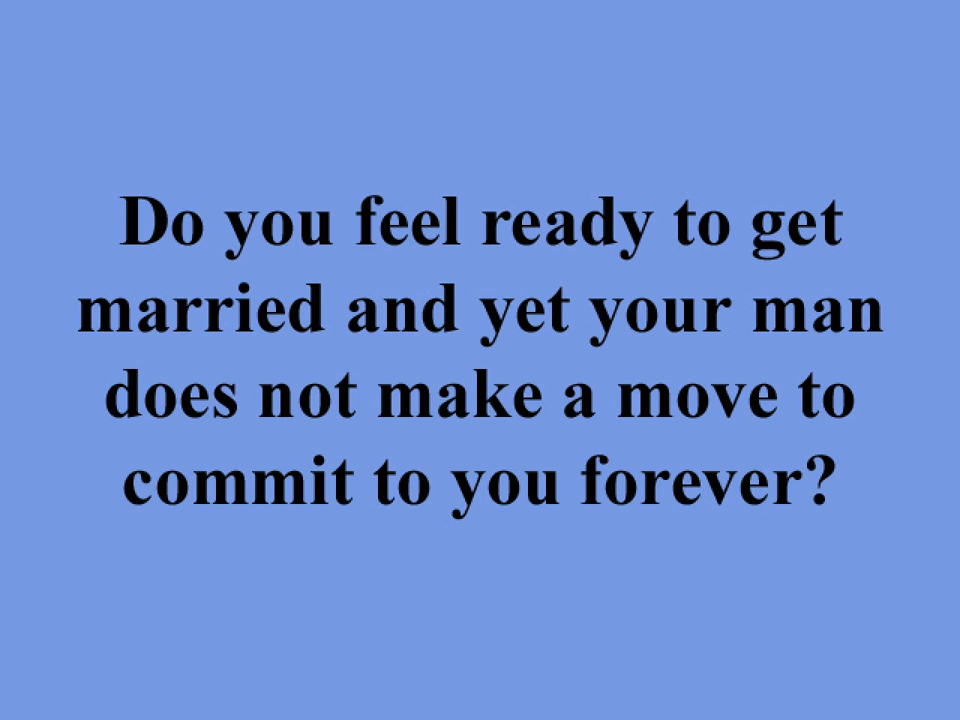 Do you feel ready to get
married and yet your man
does not make a move to
commit to you forever?